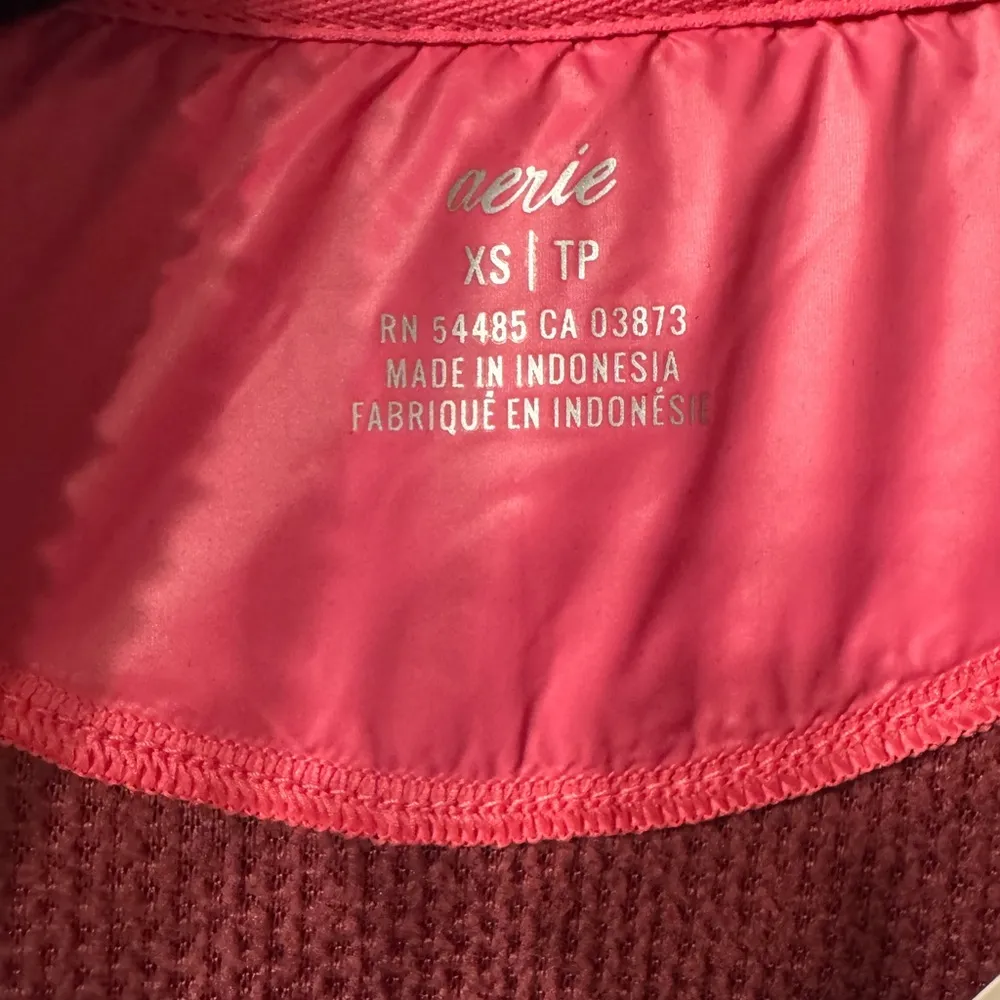 aerie
XS | TP
RN 54485 CA 03873
MADE IN INDONESIA
FABRIQUÉ EN INDONÉSIE